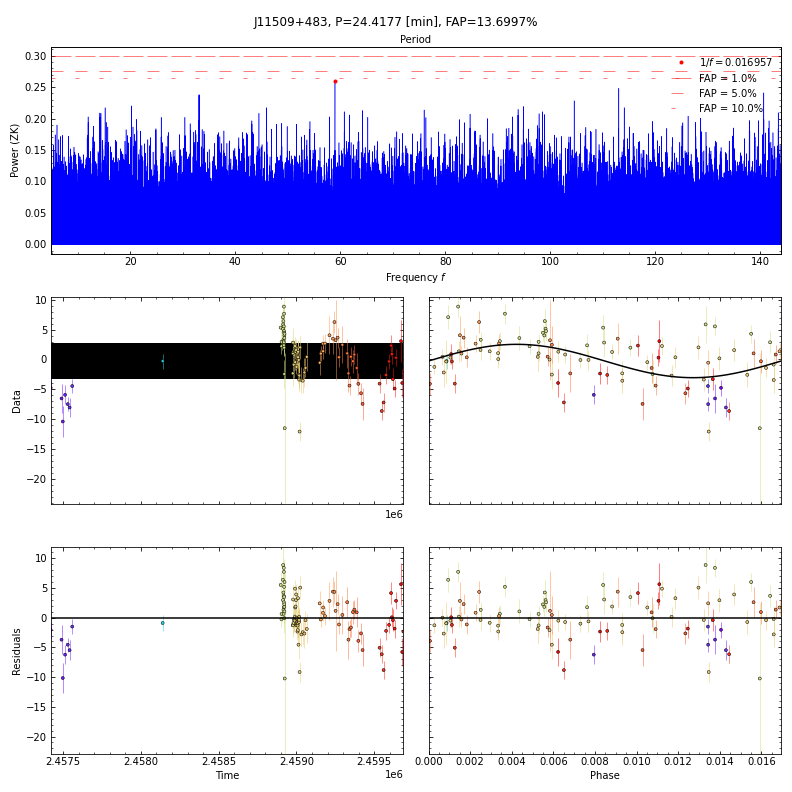 J11509+483, P=24.4177 [min], FAP=13.6997%
Period
0.30
0.25
0.20
0.15
0.10
0.05
0.00
Power (ZK)
1/f = 0.016957
FAP = 1.0%
FAP = 5.0%
FAP = 10.0%
20 40 60 80 100 120 140
Frequency f
10
5
0
−5
−10
−15
−20
Data
1e6
10
5
0
−5
−10
−15
−20
Residuals
2.4575 2.4580 2.4585 2.4590 2.4595
Time
1e6
0.000 0.002 0.004 0.006 0.008 0.010 0.012 0.014 0.016
Phase